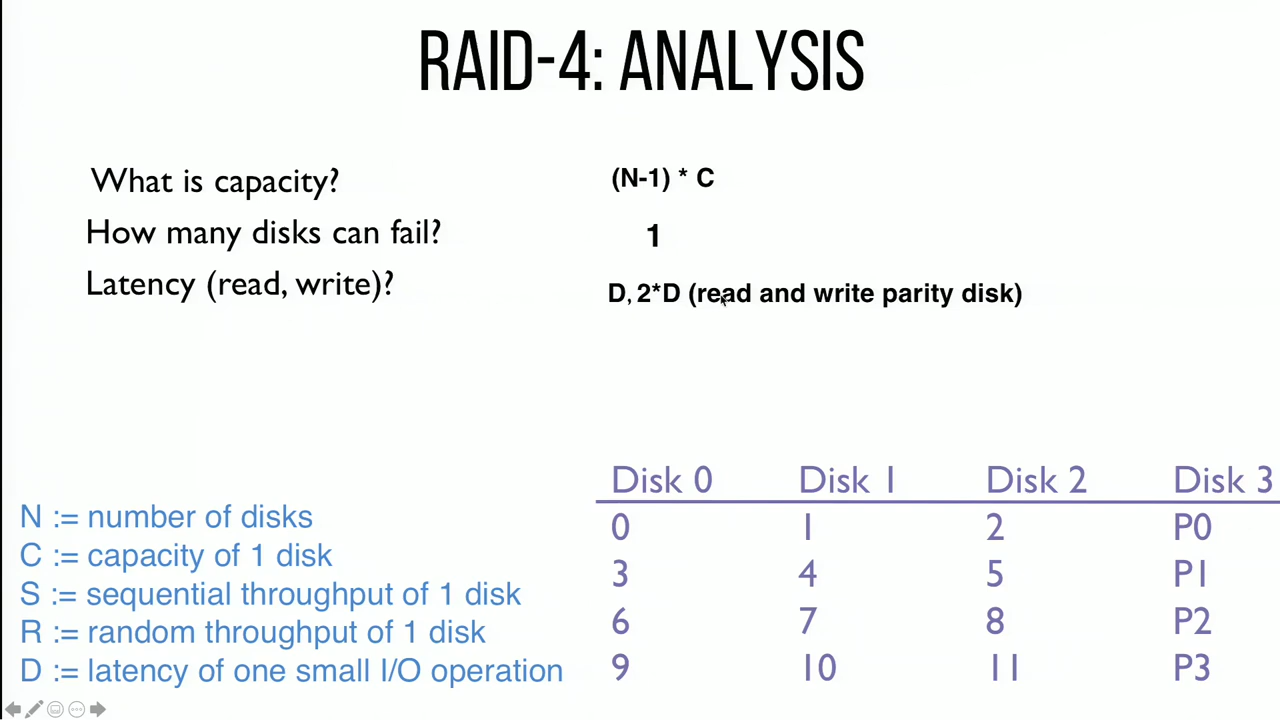 RAID-4: ANALYSIS
What is capacity? (N-1) * C
How many disks can fail? 1
Latency (read, write)? D, 2*D (read and write parity disk)
N := number of disks
C := capacity of 1 disk
S := sequential throughput of 1 disk
R := random throughput of 1 disk
D := latency of one small I/O operation
Disk 0 Disk 1 Disk 2 Disk 3
0 1 2 P0
3 4 5 P1
6 7 8 P2
9 10 11 P3